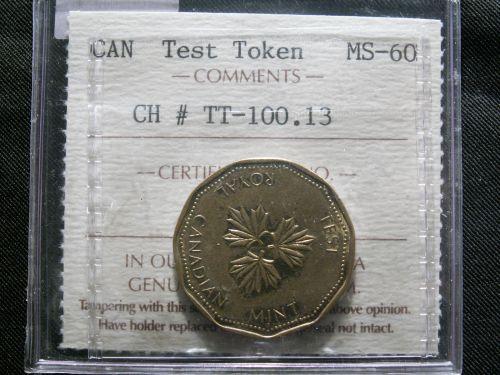 CAN Test Token MS-60
COMMENTS
CH # TT-100.13
TEST
ROYAL
CANADIAN
MINT
IN OU
A
GENU
M.
Tampering with this s
above opinion.
Have holder replaced
not intact.